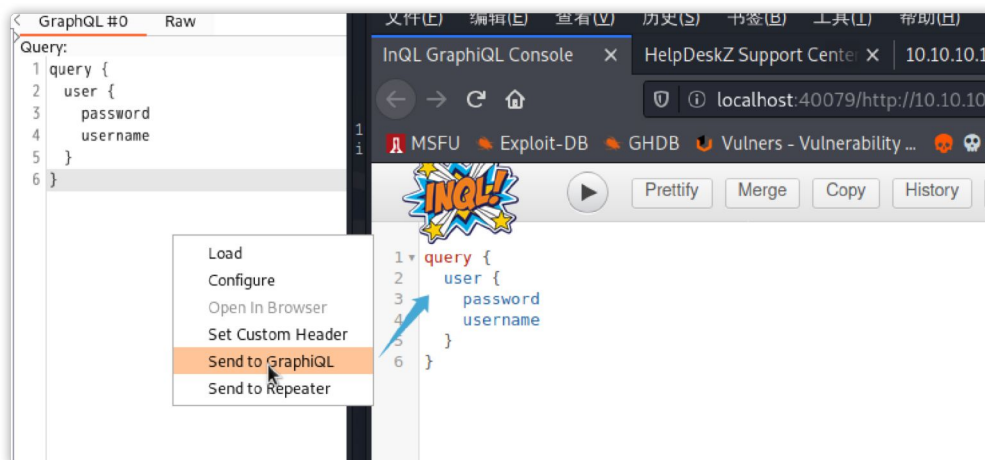 GraphQL #0 Raw
Query:
1 query {
2 user {
3 password
4 username
5 }
6 }
Load
Configure
Open In Browser
Set Custom Header
Send to GraphiQL
Send to Repeater
文件(F) 编辑(E) 查看(V) 历史(S) 书签(B) 工具(T) 帮助(H)
InQL GraphiQL Console × HelpDeskZ Support Cente × 10.10.10.1
localhost:40079/http://10.10.10
MSFU Exploit-DB GHDB Vulners - Vulnerability ...
INQL!
Prettify Merge Copy History
1 query {
2 user {
3 password
4 username
5 }
6 }